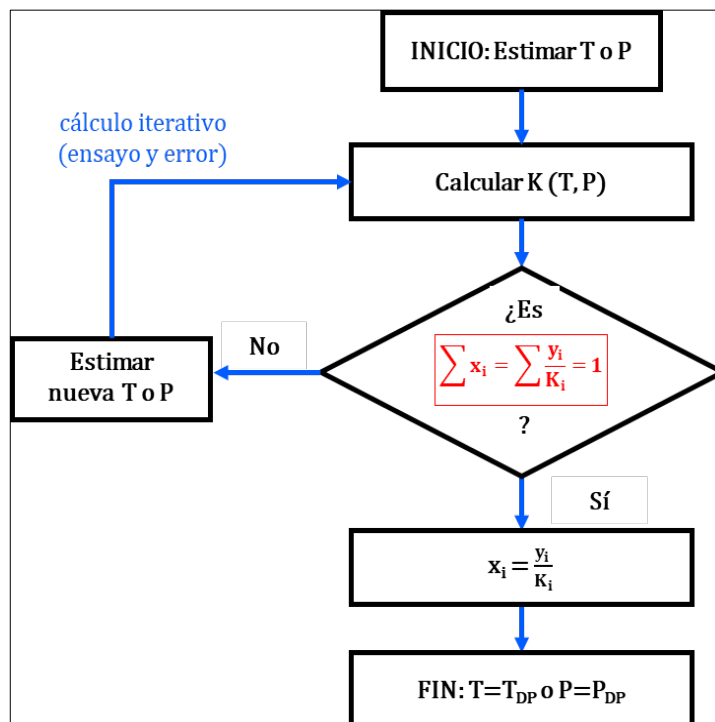 INICIO: Estimar T o P
cálculo iterativo
(ensayo y error)
Calcular K (T, P)
¿Es
∑ xᵢ = ∑ yᵢ/Kᵢ = 1
?
No
Estimar
nueva T o P
Sí
xᵢ = yᵢ/Kᵢ
FIN: T=T_DP o P=P_DP